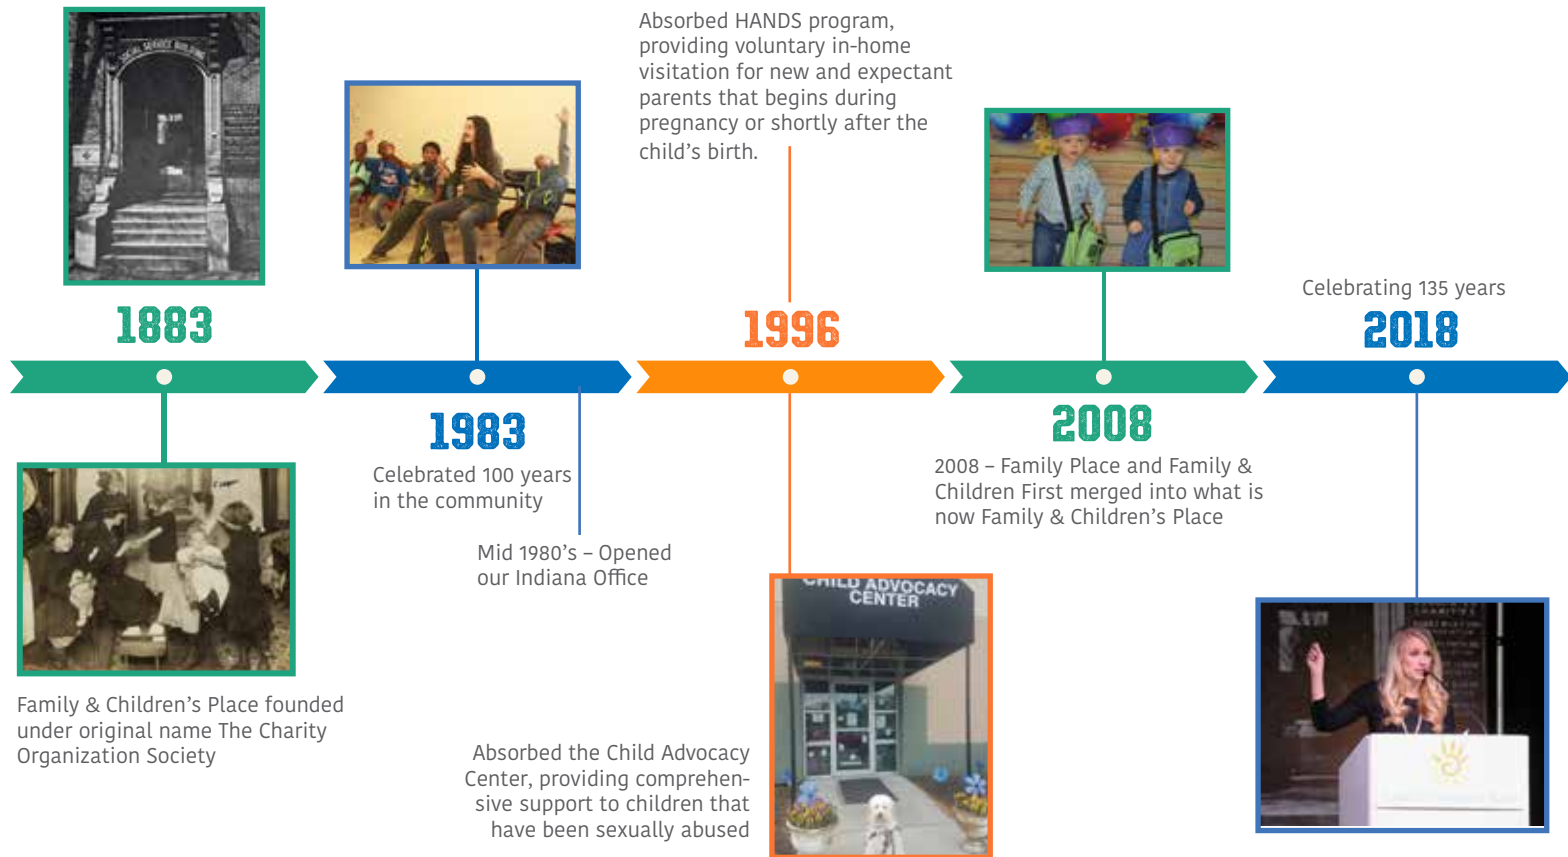 SOCIAL SERVICE BUILDING
1883
Family & Children’s Place founded
under original name The Charity
Organization Society
1983
Celebrated 100 years
in the community
Mid 1980’s – Opened
our Indiana Office
Absorbed HANDS program,
providing voluntary in-home
visitation for new and expectant
parents that begins during
pregnancy or shortly after the
child’s birth.
1996
Absorbed the Child Advocacy
Center, providing comprehen-
sive support to children that
have been sexually abused
CHILD ADVOCACY
CENTER
2008
2008 – Family Place and Family &
Children First merged into what is
now Family & Children’s Place
Celebrating 135 years
2018